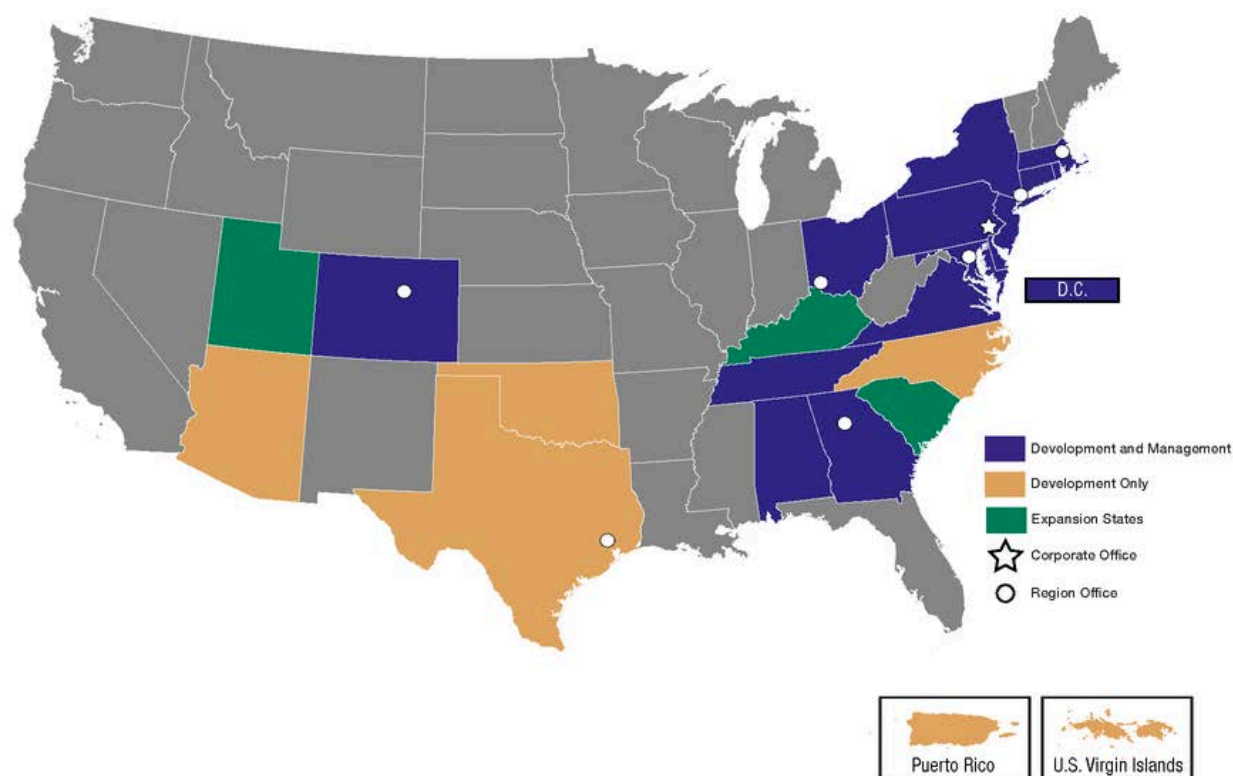 D.C.
Development and Management
Development Only
Expansion States
Corporate Office
Region Office
Puerto Rico
U.S. Virgin Islands